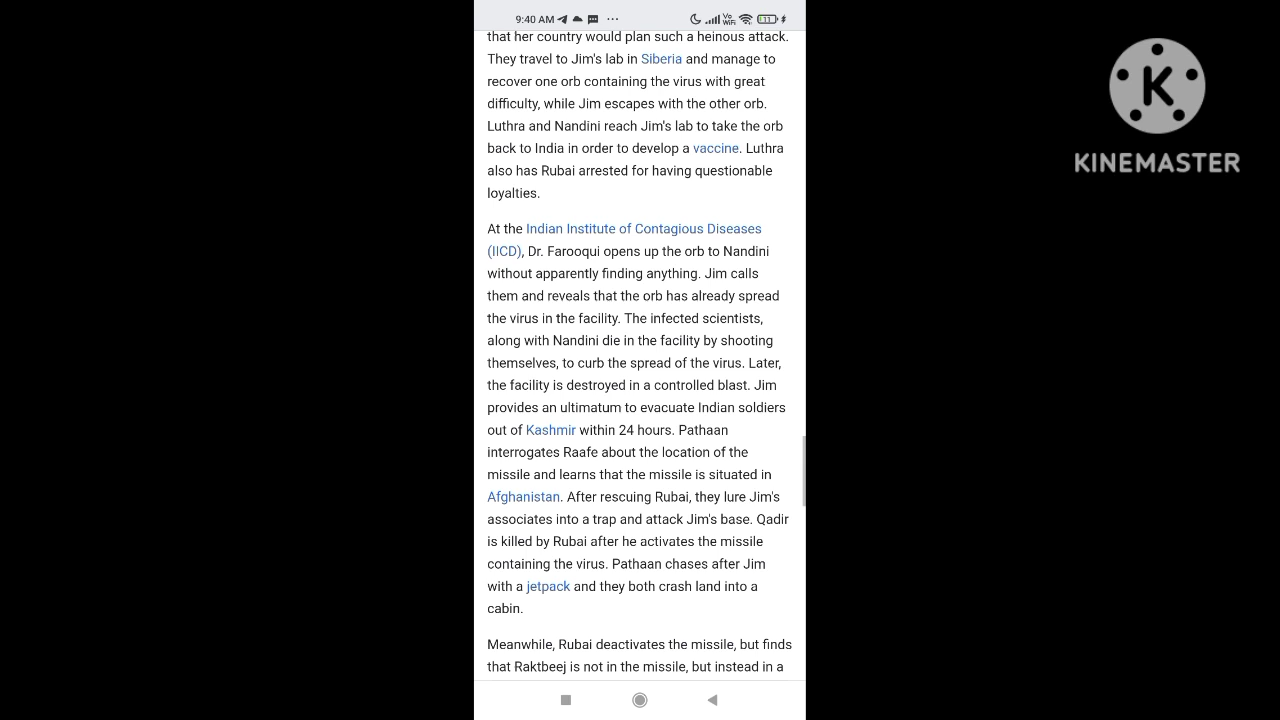 9:40 AM
Vo
WiFi
11
that her country would plan such a heinous attack.
They travel to Jim's lab in Siberia and manage to
recover one orb containing the virus with great
difficulty, while Jim escapes with the other orb.
Luthra and Nandini reach Jim's lab to take the orb
back to India in order to develop a vaccine. Luthra
also has Rubai arrested for having questionable
loyalties.
At the Indian Institute of Contagious Diseases
(IICD), Dr. Farooqui opens up the orb to Nandini
without apparently finding anything. Jim calls
them and reveals that the orb has already spread
the virus in the facility. The infected scientists,
along with Nandini die in the facility by shooting
themselves, to curb the spread of the virus. Later,
the facility is destroyed in a controlled blast. Jim
provides an ultimatum to evacuate Indian soldiers
out of Kashmir within 24 hours. Pathaan
interrogates Raafe about the location of the
missile and learns that the missile is situated in
Afghanistan. After rescuing Rubai, they lure Jim's
associates into a trap and attack Jim's base. Qadir
is killed by Rubai after he activates the missile
containing the virus. Pathaan chases after Jim
with a jetpack and they both crash land into a
cabin.
Meanwhile, Rubai deactivates the missile, but finds
that Raktbeej is not in the missile, but instead in a
K
KINEMASTER